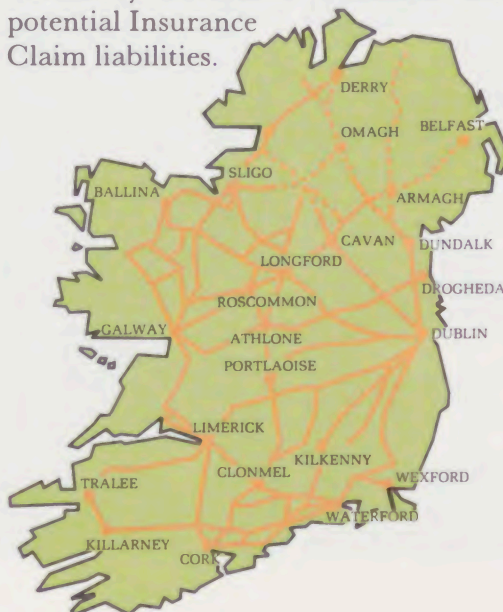 potential Insurance
Claim liabilities.
DERRY
OMAGH
BELFAST
SLIGO
BALLINA
ARMAGH
CAVAN
DUNDALK
LONGFORD
DROGHEDA
ROSCOMMON
GALWAY
ATHLONE
DUBLIN
PORTLAOISE
LIMERICK
KILKENNY
CLONMEL
WEXFORD
TRALEE
WATERFORD
KILLARNEY
CORK